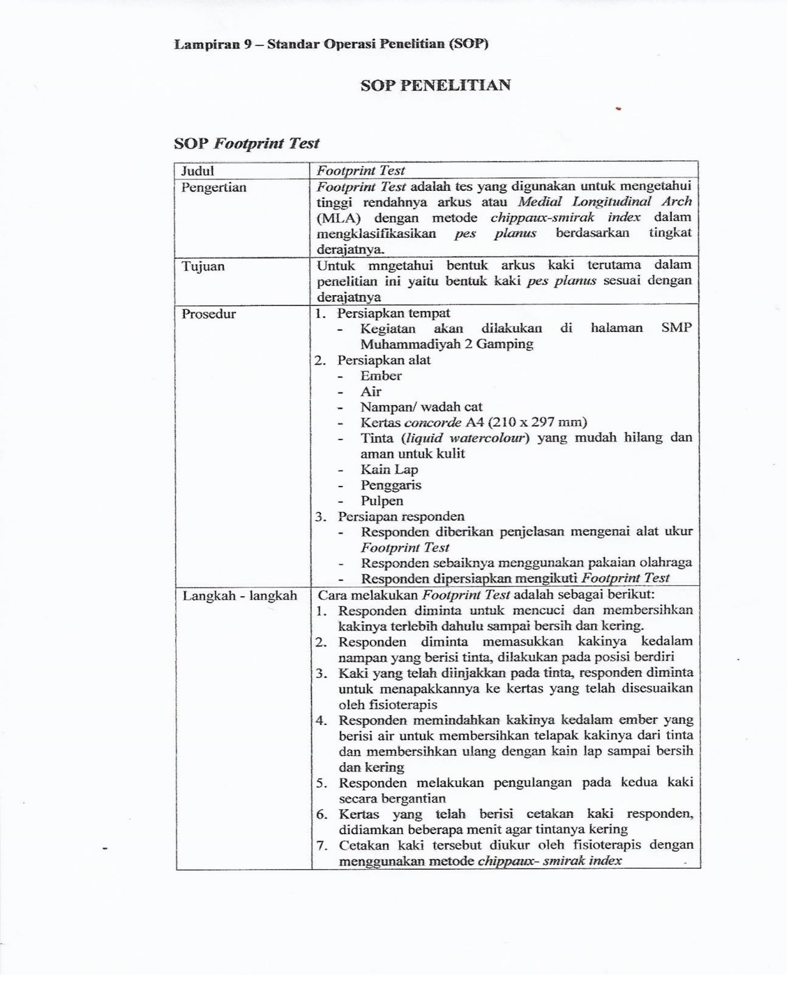 Lampiran 9 – Standar Operasi Penelitian (SOP)
SOP PENELITIAN
SOP Footprint Test
Judul
Footprint Test
Pengertian
Footprint Test adalah tes yang digunakan untuk mengetahui
tinggi rendahnya arkus atau Medial Longitudinal Arch
(MLA) dengan metode chippaux-smirak index dalam
mengklasifikasikan pes planus berdasarkan tingkat
derajatnya.
Tujuan
Untuk mngetahui bentuk arkus kaki terutama dalam
penelitian ini yaitu bentuk kaki pes planus sesuai dengan
derajatnya
Prosedur
1. Persiapkan tempat
- Kegiatan akan dilakukan di halaman SMP
Muhammadiyah 2 Gamping
2. Persiapkan alat
- Ember
- Air
- Nampan/ wadah cat
- Kertas concorde A4 (210 x 297 mm)
- Tinta (liquid watercolour) yang mudah hilang dan
aman untuk kulit
- Kain Lap
- Penggaris
- Pulpen
3. Persiapan responden
- Responden diberikan penjelasan mengenai alat ukur
Footprint Test
- Responden sebaiknya menggunakan pakaian olahraga
- Responden dipersiapkan mengikuti Footprint Test
Langkah - langkah
Cara melakukan Footprint Test adalah sebagai berikut:
1. Responden diminta untuk mencuci dan membersihkan
kakinya terlebih dahulu sampai bersih dan kering.
2. Responden diminta memasukkan kakinya kedalam
nampan yang berisi tinta, dilakukan pada posisi berdiri
3. Kaki yang telah diinjakkan pada tinta, responden diminta
untuk menapakkannya ke kertas yang telah disesuaikan
oleh fisioterapis
4. Responden memindahkan kakinya kedalam ember yang
berisi air untuk membersihkan telapak kakinya dari tinta
dan membersihkan ulang dengan kain lap sampai bersih
dan kering
5. Responden melakukan pengulangan pada kedua kaki
secara bergantian
6. Kertas yang telah berisi cetakan kaki responden,
didiamkan beberapa menit agar tintanya kering
7. Cetakan kaki tersebut diukur oleh fisioterapis dengan
menggunakan metode chippaux- smirak index